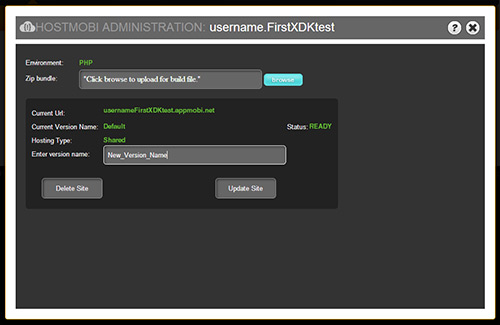 HOSTMOBI ADMINISTRATION: username.FirstXDKtest
Environment: PHP
Zip bundle: "Click browse to upload for build file." browse
Current Url: usernameFirstXDKtest.appmobi.net
Current Version Name: Default Status: READY
Hosting Type: Shared
Enter version name: New_Version_Name
Delete Site Update Site